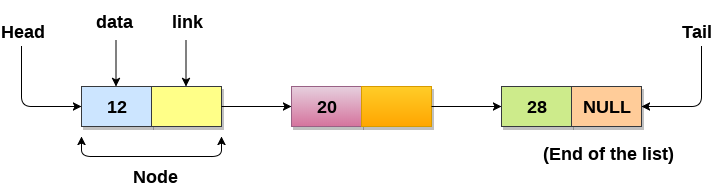 data
link
Head
Tail
12
20
28
NULL
(End of the list)
Node